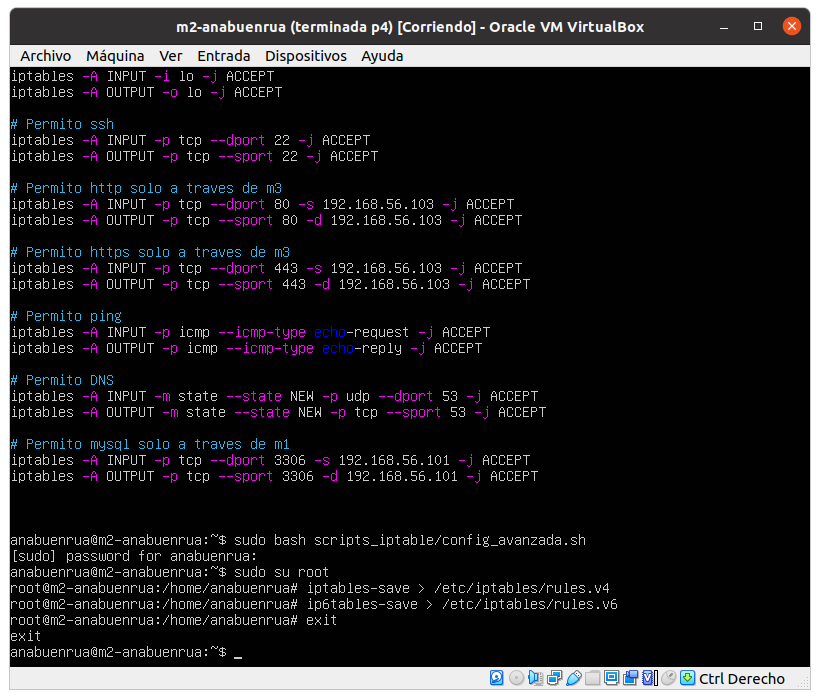 m2-anabuenrua (terminada p4) [Corriendo] - Oracle VM VirtualBox
Archivo Máquina Ver Entrada Dispositivos Ayuda
iptables -A INPUT -i lo -j ACCEPT
iptables -A OUTPUT -o lo -j ACCEPT
# Permito ssh
iptables -A INPUT -p tcp --dport 22 -j ACCEPT
iptables -A OUTPUT -p tcp --sport 22 -j ACCEPT
# Permito http solo a traves de m3
iptables -A INPUT -p tcp --dport 80 -s 192.168.56.103 -j ACCEPT
iptables -A OUTPUT -p tcp --sport 80 -d 192.168.56.103 -j ACCEPT
# Permito https solo a traves de m3
iptables -A INPUT -p tcp --dport 443 -s 192.168.56.103 -j ACCEPT
iptables -A OUTPUT -p tcp --sport 443 -d 192.168.56.103 -j ACCEPT
# Permito ping
iptables -A INPUT -p icmp --icmp-type echo-request -j ACCEPT
iptables -A OUTPUT -p icmp --icmp-type echo-reply -j ACCEPT
# Permito DNS
iptables -A INPUT -m state --state NEW -p udp --dport 53 -j ACCEPT
iptables -A OUTPUT -m state --state NEW -p tcp --sport 53 -j ACCEPT
# Permito mysql solo a traves de m1
iptables -A INPUT -p tcp --dport 3306 -s 192.168.56.101 -j ACCEPT
iptables -A OUTPUT -p tcp --sport 3306 -d 192.168.56.101 -j ACCEPT
anabuenrua@m2-anabuenrua:~$ sudo bash scripts_iptable/config_avanzada.sh
[sudo] password for anabuenrua:
anabuenrua@m2-anabuenrua:~$ sudo su root
root@m2-anabuenrua:/home/anabuenrua# iptables-save > /etc/iptables/rules.v4
root@m2-anabuenrua:/home/anabuenrua# ip6tables-save > /etc/iptables/rules.v6
root@m2-anabuenrua:/home/anabuenrua# exit
exit
anabuenrua@m2-anabuenrua:~$ _
Ctrl Derecho